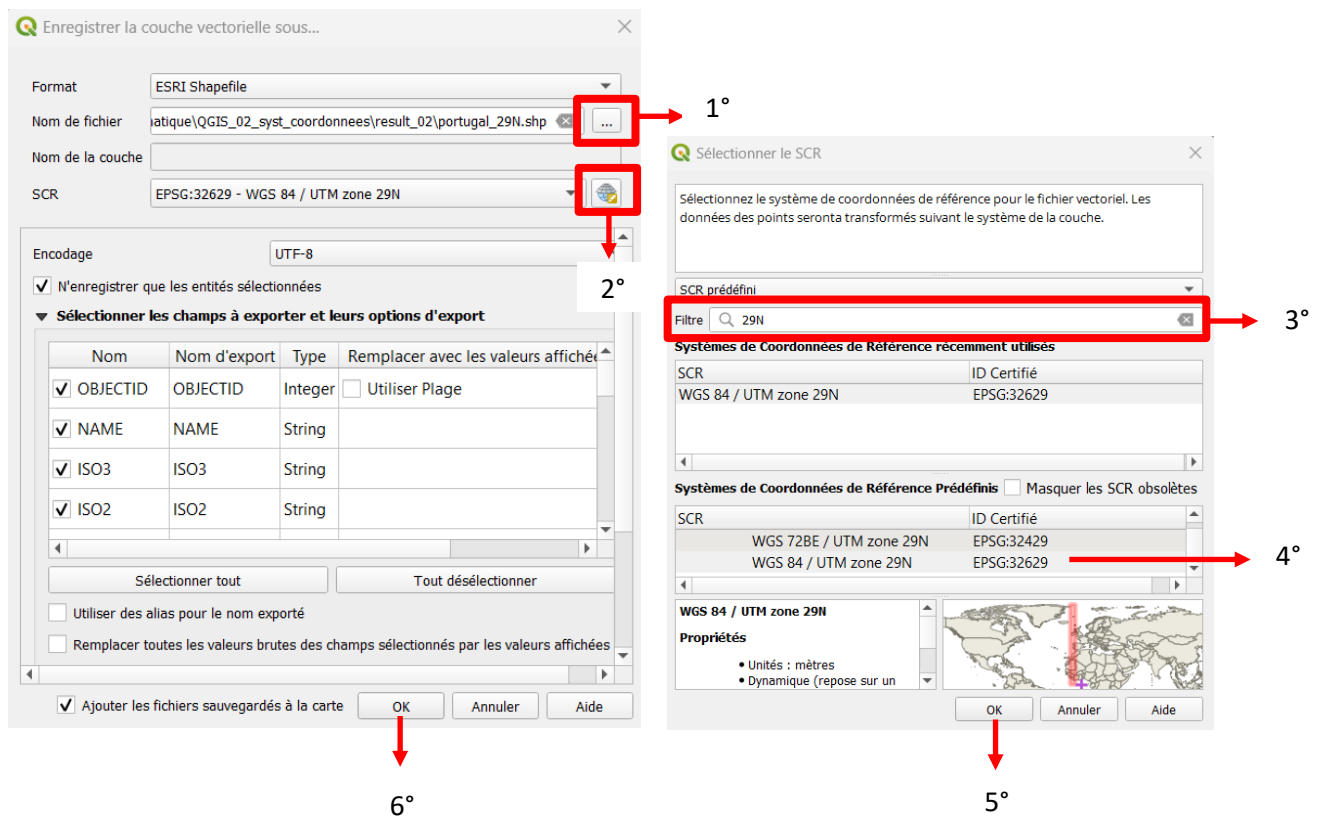 Enregistrer la couche vectorielle sous...
Format ESRI Shapefile
Nom de fichier atique\QGIS_02_syst_coordonnees\result_02\portugal_29N.shp ...
Nom de la couche
SCR EPSG:32629 - WGS 84 / UTM zone 29N
Encodage UTF-8
N'enregistrer que les entités sélectionnées
Sélectionner les champs à exporter et leurs options d'export
Nom Nom d'export Type Remplacer avec les valeurs affichée
OBJECTID OBJECTID Integer Utiliser Plage
NAME NAME String
ISO3 ISO3 String
ISO2 ISO2 String
Sélectionner tout Tout désélectionner
Utiliser des alias pour le nom exporté
Remplacer toutes les valeurs brutes des champs sélectionnés par les valeurs affichées
Ajouter les fichiers sauvegardés à la carte OK Annuler Aide
1°
2°
Sélectionner le SCR
Sélectionnez le système de coordonnées de référence pour le fichier vectoriel. Les
données des points seronta transformés suivant le système de la couche.
SCR prédéfini
Filtre 29N
3°
Systèmes de Coordonnées de Référence récemment utilisés
SCR ID Certifié
WGS 84 / UTM zone 29N EPSG:32629
Systèmes de Coordonnées de Référence Prédéfinis Masquer les SCR obsolètes
SCR ID Certifié
WGS 72BE / UTM zone 29N EPSG:32429
WGS 84 / UTM zone 29N EPSG:32629
4°
WGS 84 / UTM zone 29N
Propriétés
• Unités : mètres
• Dynamique (repose sur un
OK Annuler Aide
5°
6°